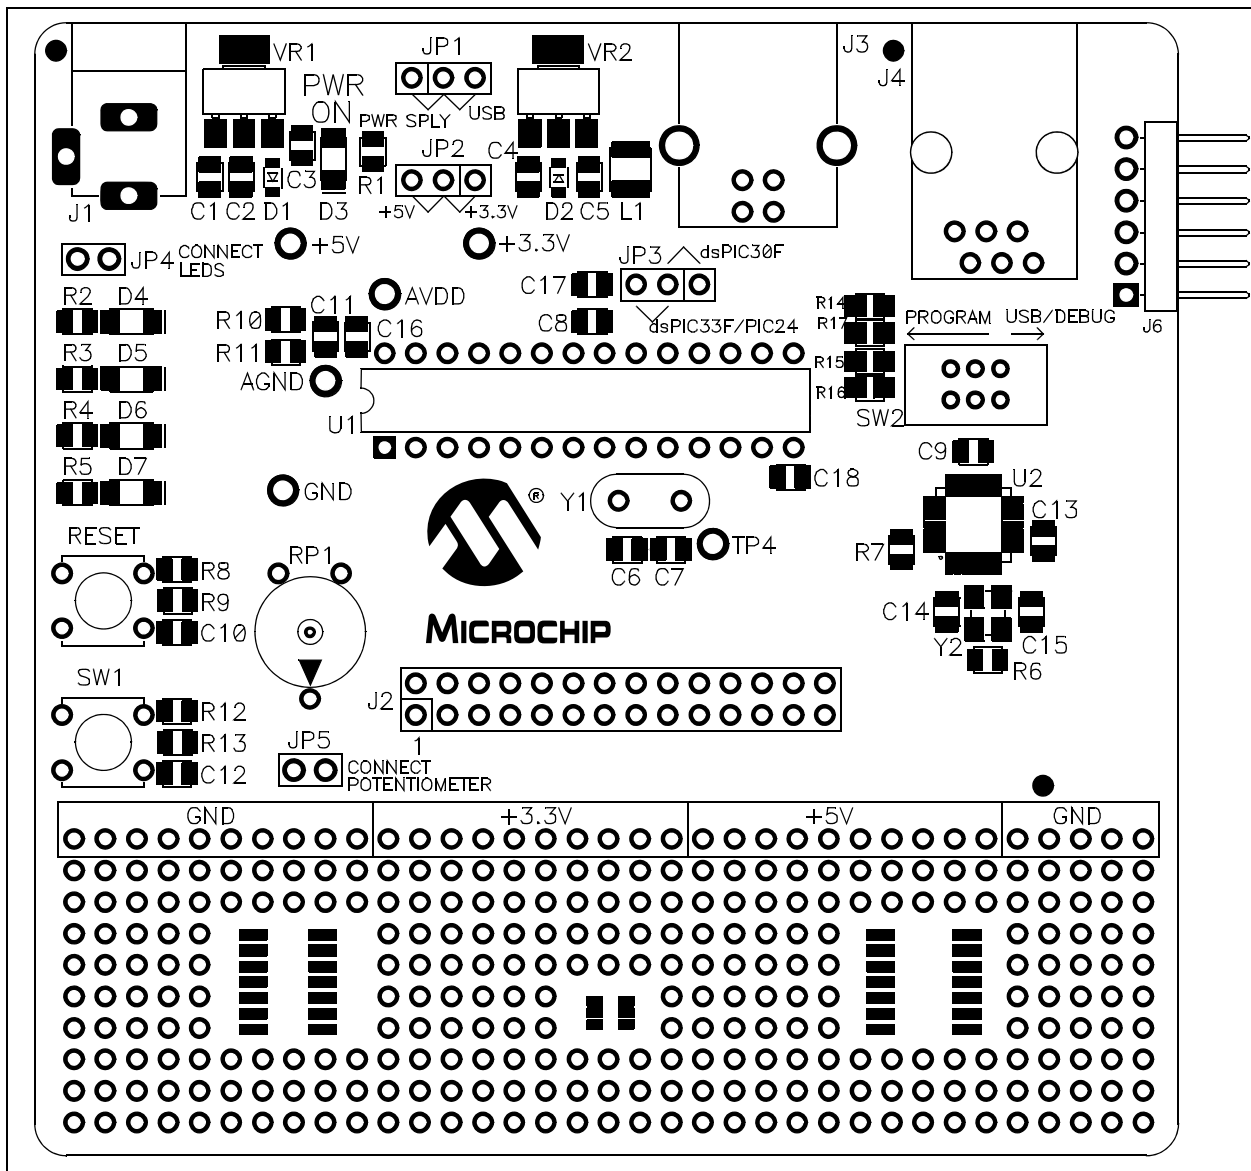 VR1
JP1
VR2
J3
J4
PWR
ON
PWR SPLY
USB
JP2
C4
C3
R1
J1
C1
C2
D1
D3
+5V
+3.3V
D2
C5
L1
J6
JP4
CONNECT
LEDS
+5V
+3.3V
JP3
dsPIC30F
C17
C8
dsPIC33F/PIC24
R14
R17
R15
R16
PROGRAM
USB/DEBUG
SW2
R2
D4
R3
D5
R4
D6
R5
D7
R10
R11
C11
C16
AVDD
AGND
U1
GND
C18
C9
U2
C13
R7
Y1
TP4
C6
C7
C14
Y2
C15
R6
RESET
R8
R9
C10
RP1
®
MICROCHIP
SW1
R12
R13
C12
J2
1
JP5
CONNECT
POTENTIOMETER
GND
+3.3V
+5V
GND